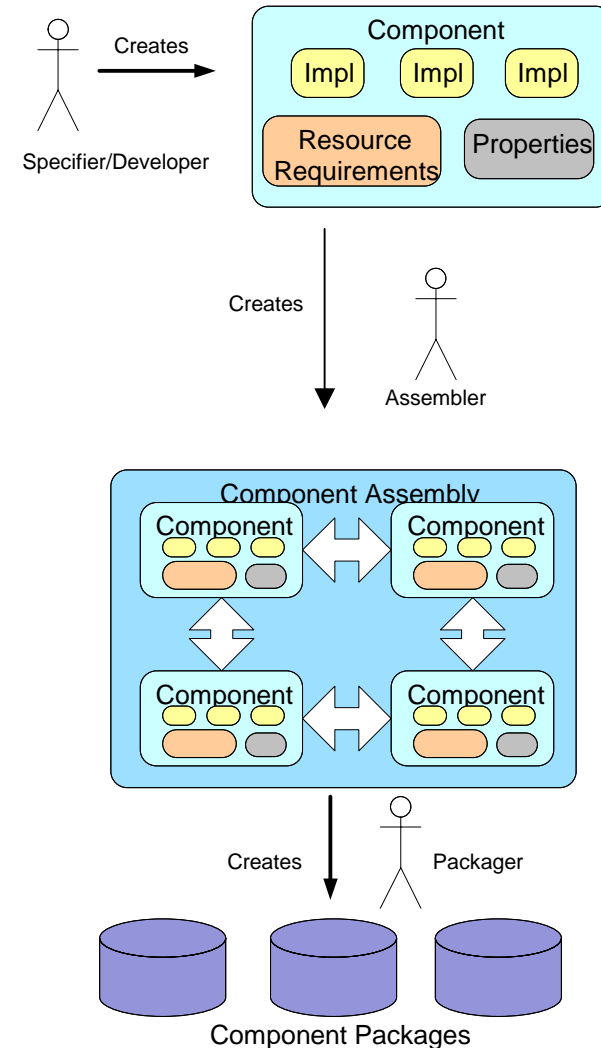 Component
Creates
Impl Impl Impl
Resource
Requirements
Properties
Specifier/Developer
Creates
Assembler
Component Assembly
Component Component
Component Component
Creates
Packager
Component Packages